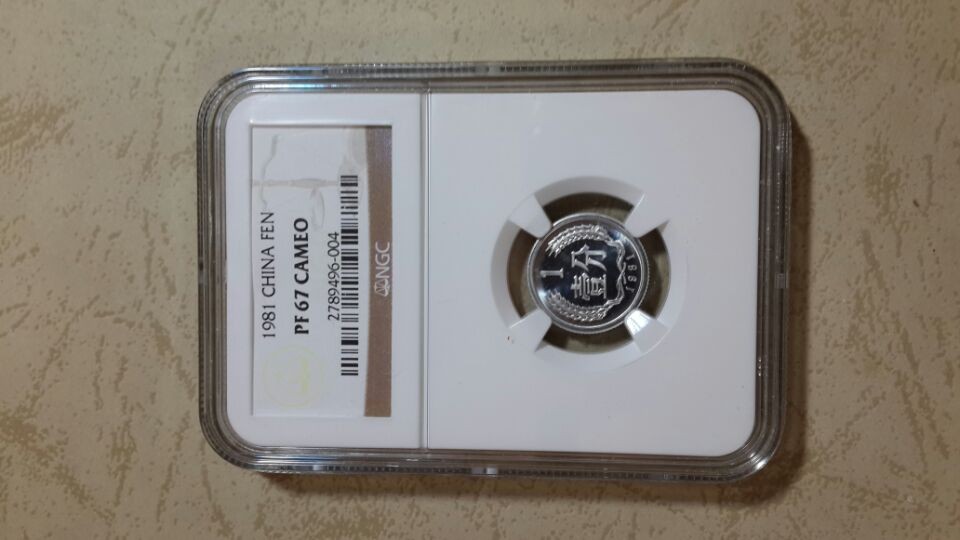 1981 CHINA FEN
PF 67 CAMEO
2789496-004
NGC
1
壹分
1981